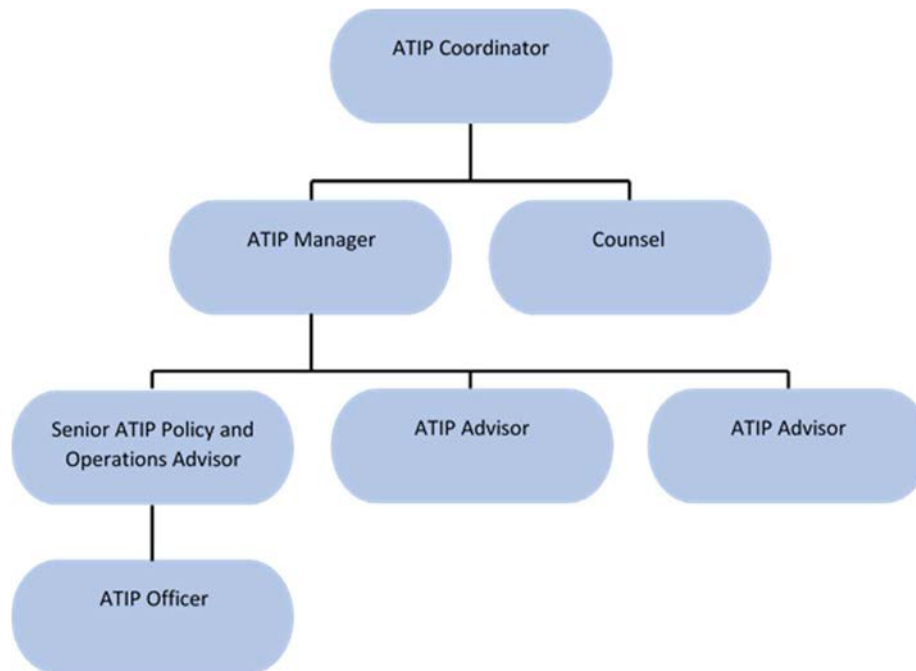 ATIP Coordinator
ATIP Manager
Counsel
Senior ATIP Policy and
Operations Advisor
ATIP Advisor
ATIP Advisor
ATIP Officer